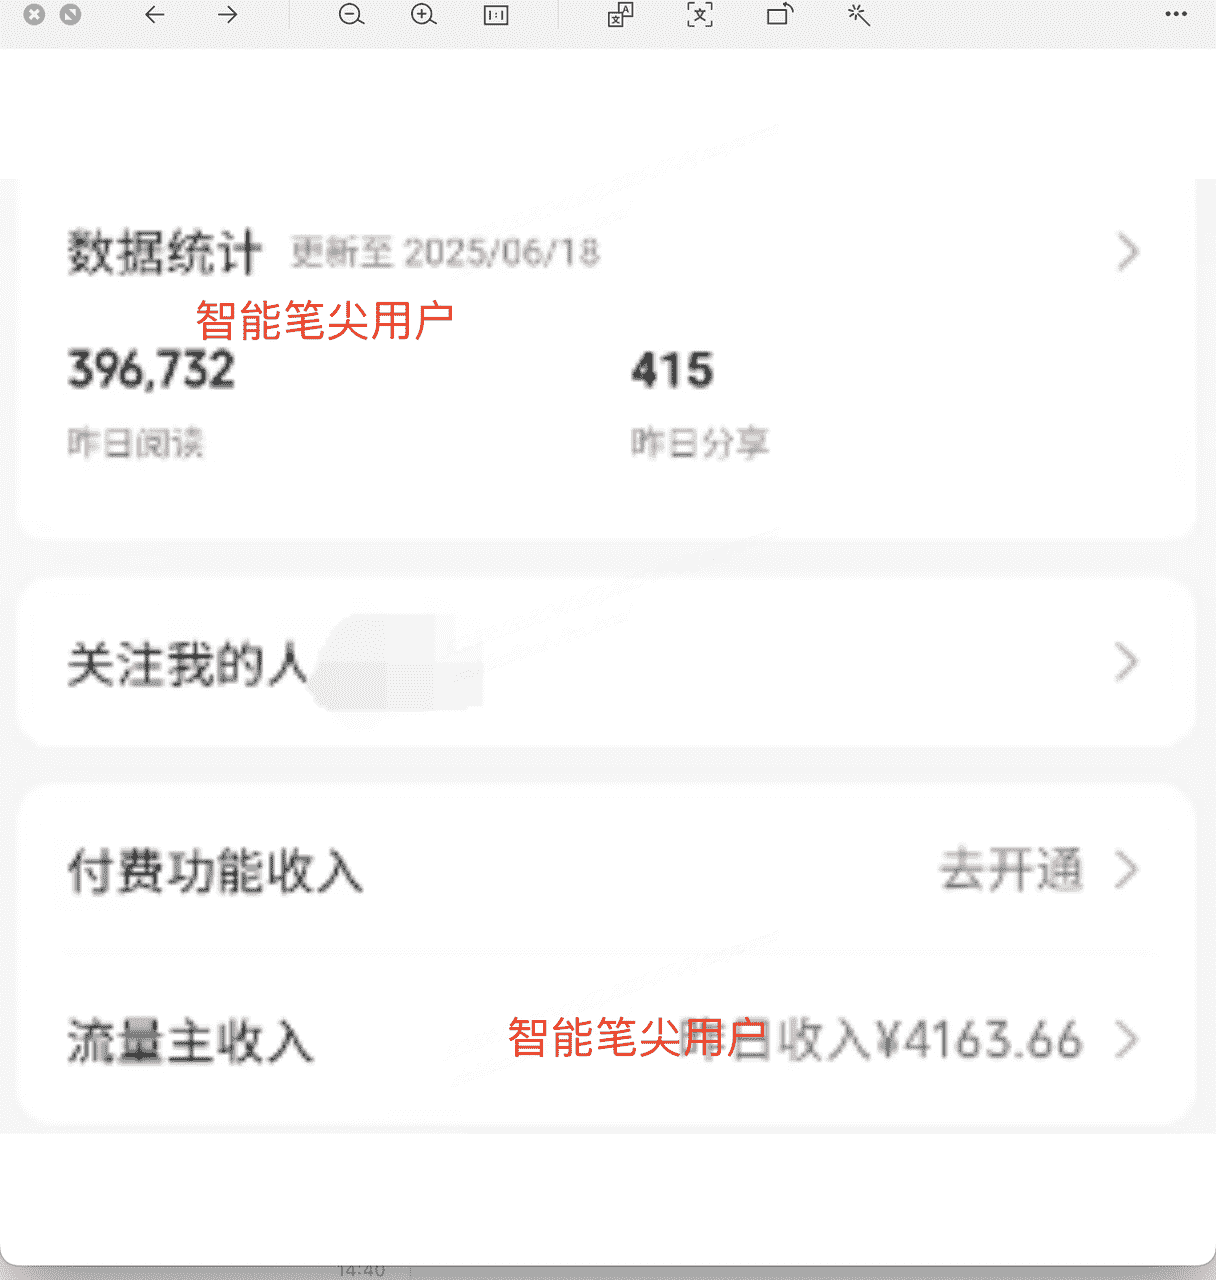 数据统计 更新至 2025/06/18
智能笔尖用户
396,732 415
昨日阅读 昨日分享
关注我的人
付费功能收入 去开通
流量主收入 智能笔尖用户 昨日收入¥4163.66
14:40